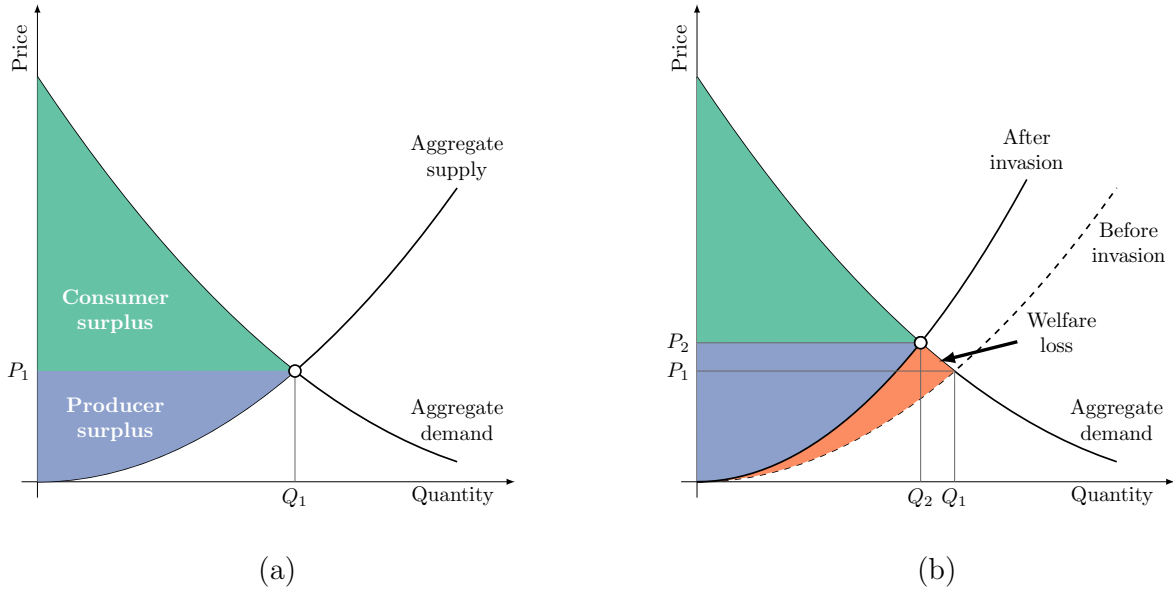 Price
Aggregate
supply
Consumer
surplus
P1
Producer
surplus
Aggregate
demand
Q1
Quantity
(a)
Price
After
invasion
Before
invasion
Welfare
loss
P2
P1
Aggregate
demand
Q2 Q1
Quantity
(b)